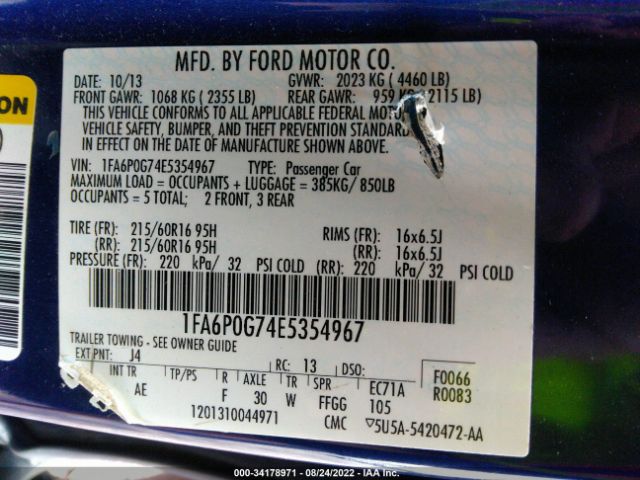 MFD. BY FORD MOTOR CO.
DATE: 10/13 GVWR: 2023 KG ( 4460 LB)
FRONT GAWR: 1068 KG ( 2355 LB) REAR GAWR: 959 KG ( 2115 LB)
THIS VEHICLE CONFORMS TO ALL APPLICABLE FEDERAL MOTOR
VEHICLE SAFETY, BUMPER, AND THEFT PREVENTION STANDARDS
IN EFFECT ON THE DATE OF MANUFACTURE SHOWN ABOVE.
VIN: 1FA6P0G74E5354967 TYPE: Passenger Car
MAXIMUM LOAD = OCCUPANTS + LUGGAGE = 385KG/ 850LB
OCCUPANTS = 5 TOTAL; 2 FRONT, 3 REAR
TIRE (FR): 215/60R16 95H RIMS (FR): 16x6.5J
(RR): 215/60R16 95H (RR): 16x6.5J
PRESSURE (FR): 220 kPa/ 32 PSI COLD (RR): 220 kPa/ 32 PSI COLD
1FA6P0G74E5354967
TRAILER TOWING - SEE OWNER GUIDE
EXT PNT: J4 RC: 13 DSO: F0066
INT TR TP/PS R AXLE TR SPR EC71A R0083
AE F 30 W FFGG 105
1201310044971 CMC ▽5U5A-5420472-AA
000-34178971 - 08/24/2022 - IAA Inc.